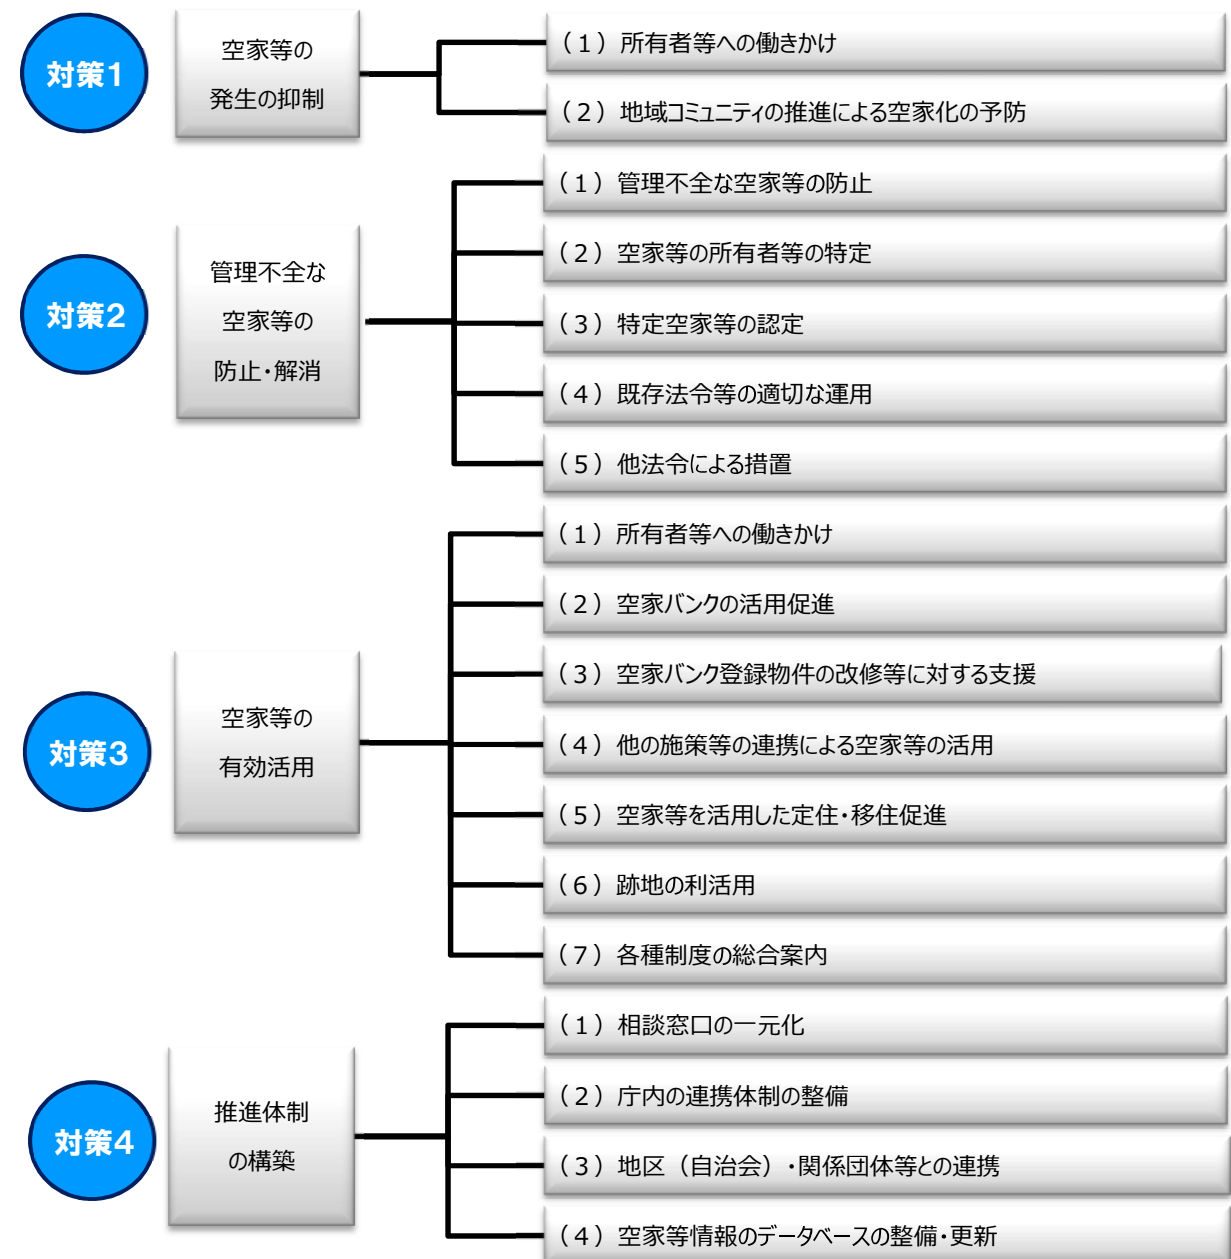 対策1
空家等の
発生の抑制
（1）所有者等への働きかけ
（2）地域コミュニティの推進による空家化の予防
対策2
管理不全な
空家等の
防止・解消
（1）管理不全な空家等の防止
（2）空家等の所有者等の特定
（3）特定空家等の認定
（4）既存法令等の適切な運用
（5）他法令による措置
対策3
空家等の
有効活用
（1）所有者等への働きかけ
（2）空家バンクの活用促進
（3）空家バンク登録物件の改修等に対する支援
（4）他の施策等の連携による空家等の活用
（5）空家等を活用した定住・移住促進
（6）跡地の利活用
（7）各種制度の総合案内
対策4
推進体制
の構築
（1）相談窓口の一元化
（2）庁内の連携体制の整備
（3）地区（自治会）・関係団体等との連携
（4）空家等情報のデータベースの整備・更新